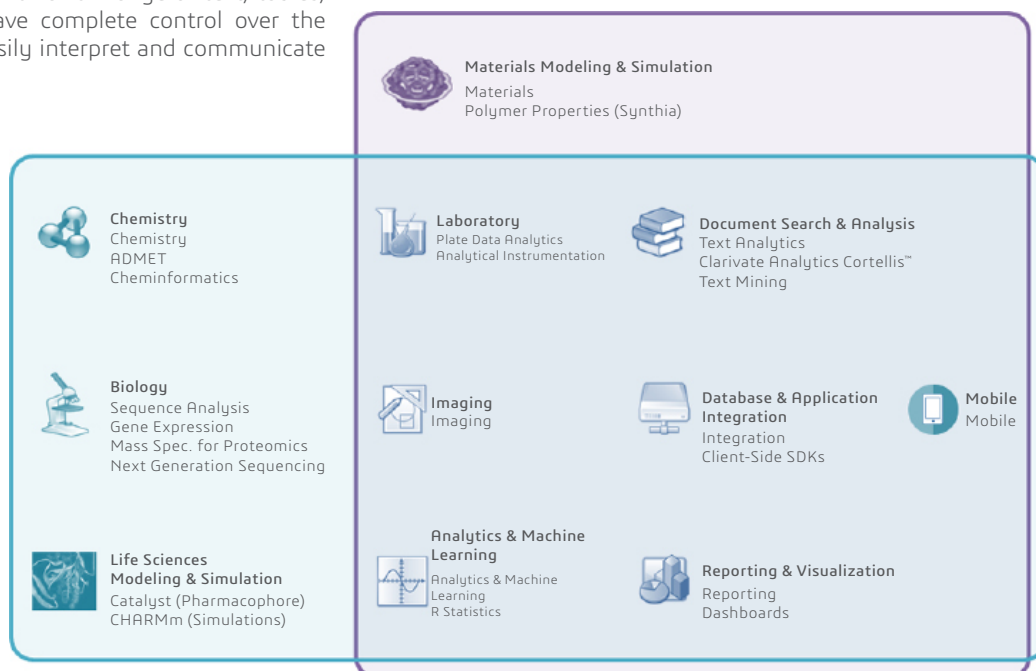 ave complete control over the
sily interpret and communicate
Materials Modeling & Simulation
Materials
Polymer Properties (Synthia)
Chemistry
Chemistry
ADMET
Cheminformatics
Laboratory
Plate Data Analytics
Analytical Instrumentation
Document Search & Analysis
Text Analytics
Clarivate Analytics Cortellis™
Text Mining
Biology
Sequence Analysis
Gene Expression
Mass Spec. for Proteomics
Next Generation Sequencing
Imaging
Imaging
Database & Application
Integration
Integration
Client-Side SDKs
Mobile
Mobile
Life Sciences
Modeling & Simulation
Catalyst (Pharmacophore)
CHARMm (Simulations)
Analytics & Machine
Learning
Analytics & Machine
Learning
R Statistics
Reporting & Visualization
Reporting
Dashboards